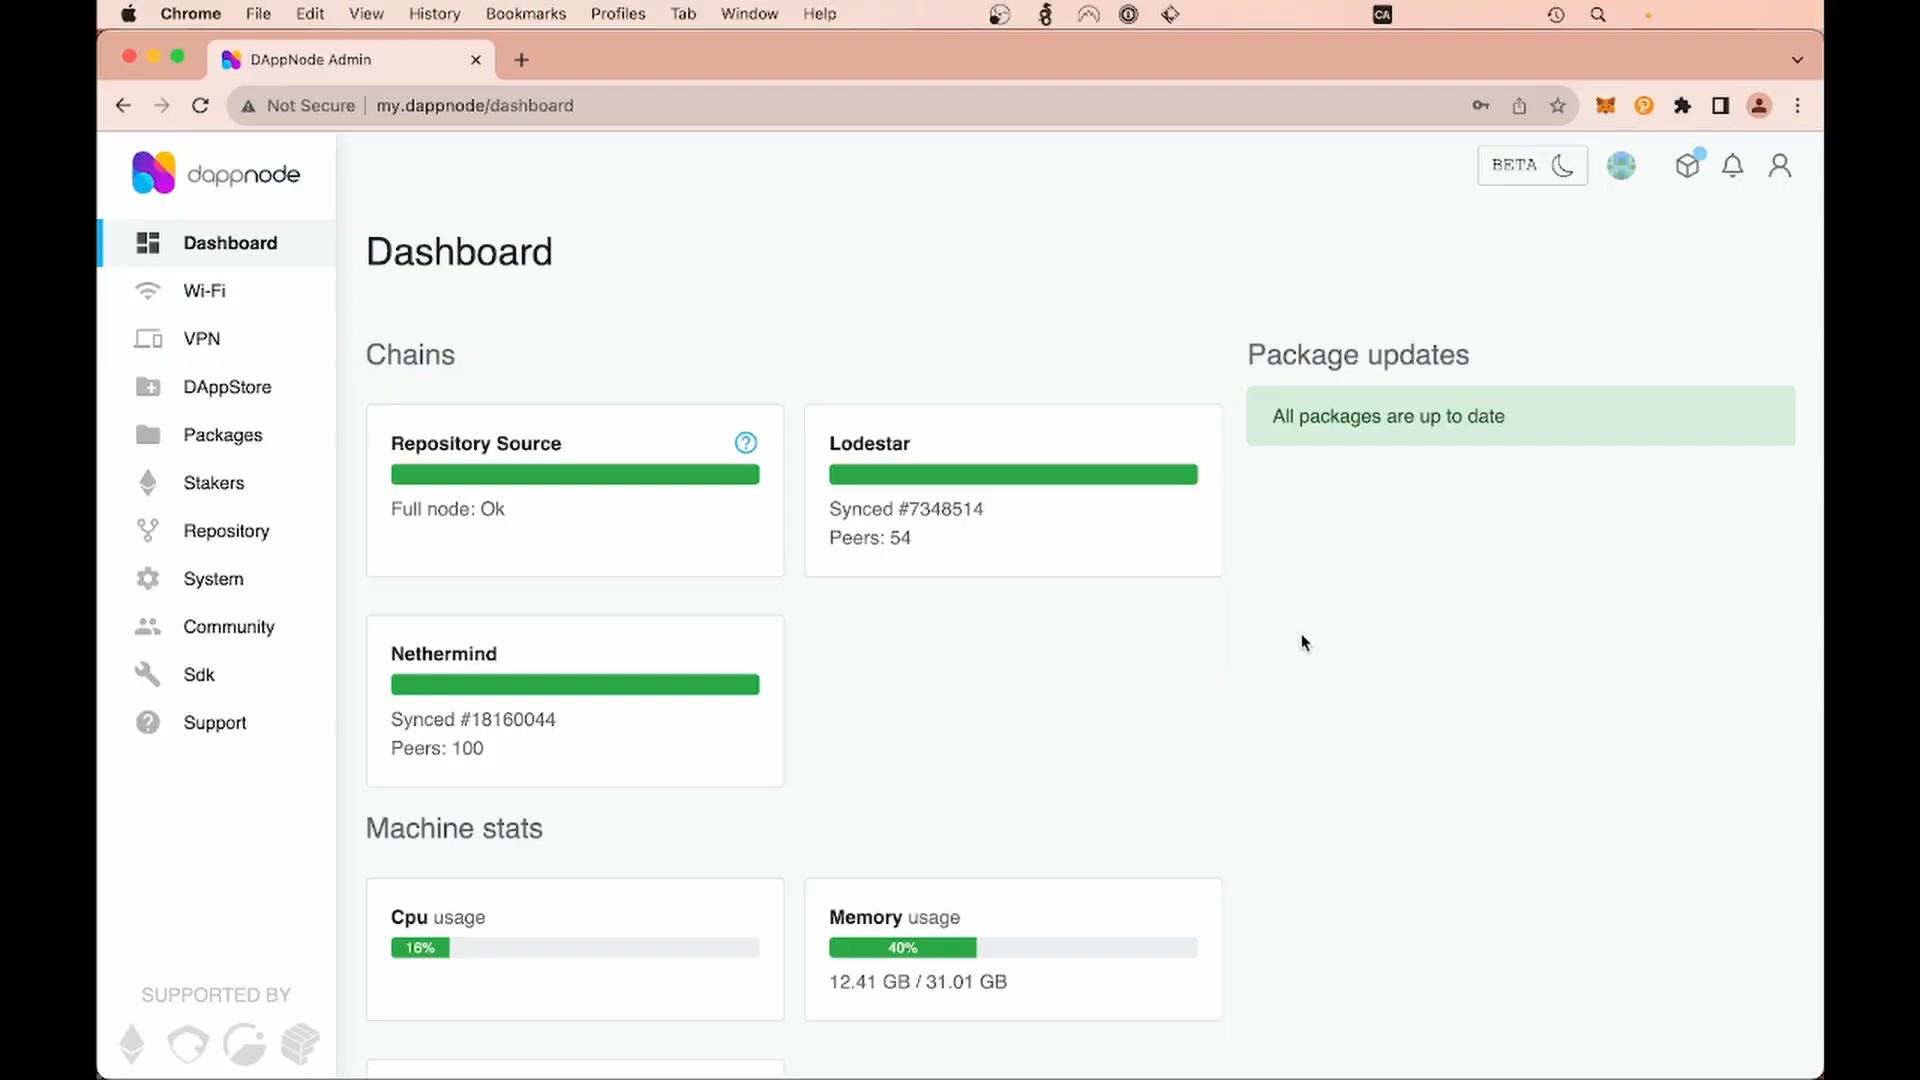 Chrome File Edit View History Bookmarks Profiles Tab Window Help
CA
DAppNode Admin
Not Secure my.dappnode/dashboard
dappnode
BETA
Dashboard
Wi-Fi
VPN
DAppStore
Packages
Stakers
Repository
System
Community
Sdk
Support
SUPPORTED BY
Dashboard
Chains
Repository Source
Full node: Ok
Lodestar
Synced #7348514
Peers: 54
Nethermind
Synced #18160044
Peers: 100
Package updates
All packages are up to date
Machine stats
Cpu usage
16%
Memory usage
40%
12.41 GB / 31.01 GB